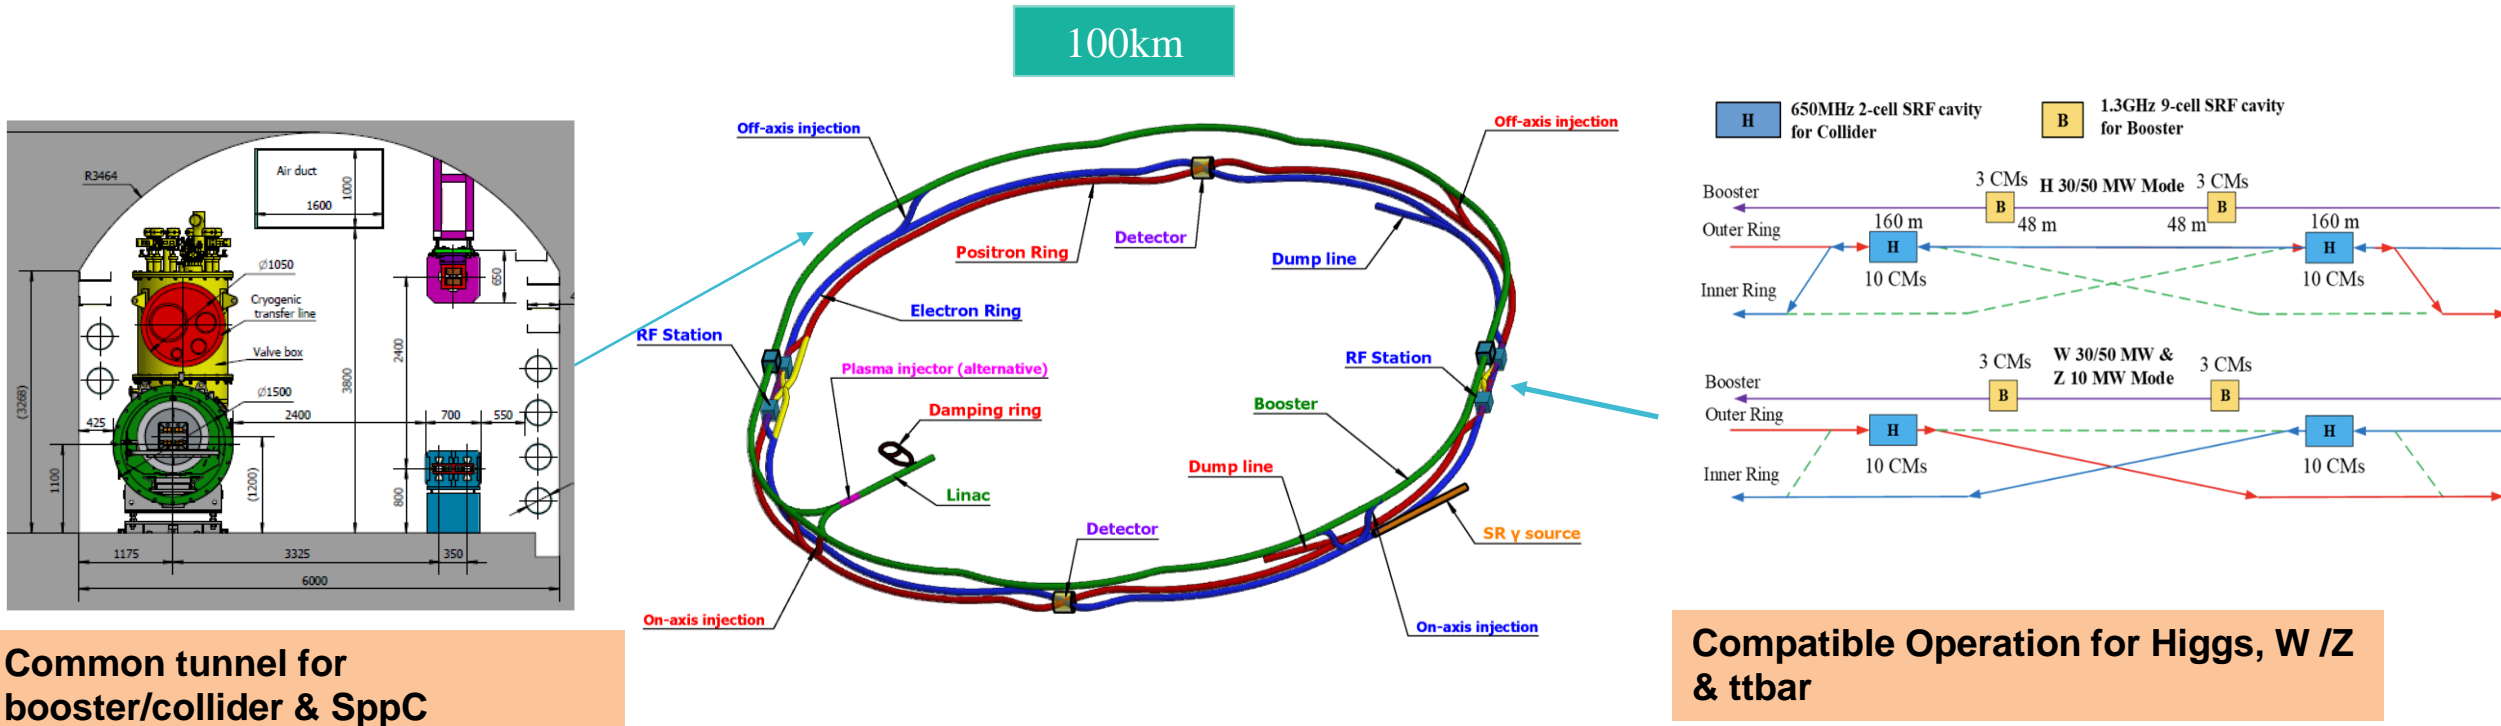 100km
R3464
Air duct
1000
1600
Ø1050
Cryogenic
transfer line
Valve box
Ø1500
650
2400
3800
(3268)
425
2400
700
550
1100
(1200)
800
1175
3325
350
6000
Common tunnel for
booster/collider & SppC
Off-axis injection
Off-axis injection
Positron Ring
Detector
Dump line
Electron Ring
RF Station
RF Station
Plasma injector (alternative)
Damping ring
Booster
Linac
Dump line
Detector
SR γ source
On-axis injection
On-axis injection
H
650MHz 2-cell SRF cavity
for Collider
B
1.3GHz 9-cell SRF cavity
for Booster
3 CMs H 30/50 MW Mode 3 CMs
Booster
B
B
160 m
48 m
48 m
160 m
Outer Ring
H
H
10 CMs
10 CMs
Inner Ring
3 CMs W 30/50 MW & 3 CMs
Z 10 MW Mode
Booster
B
B
Outer Ring
H
H
10 CMs
10 CMs
Inner Ring
Compatible Operation for Higgs, W /Z
& ttbar